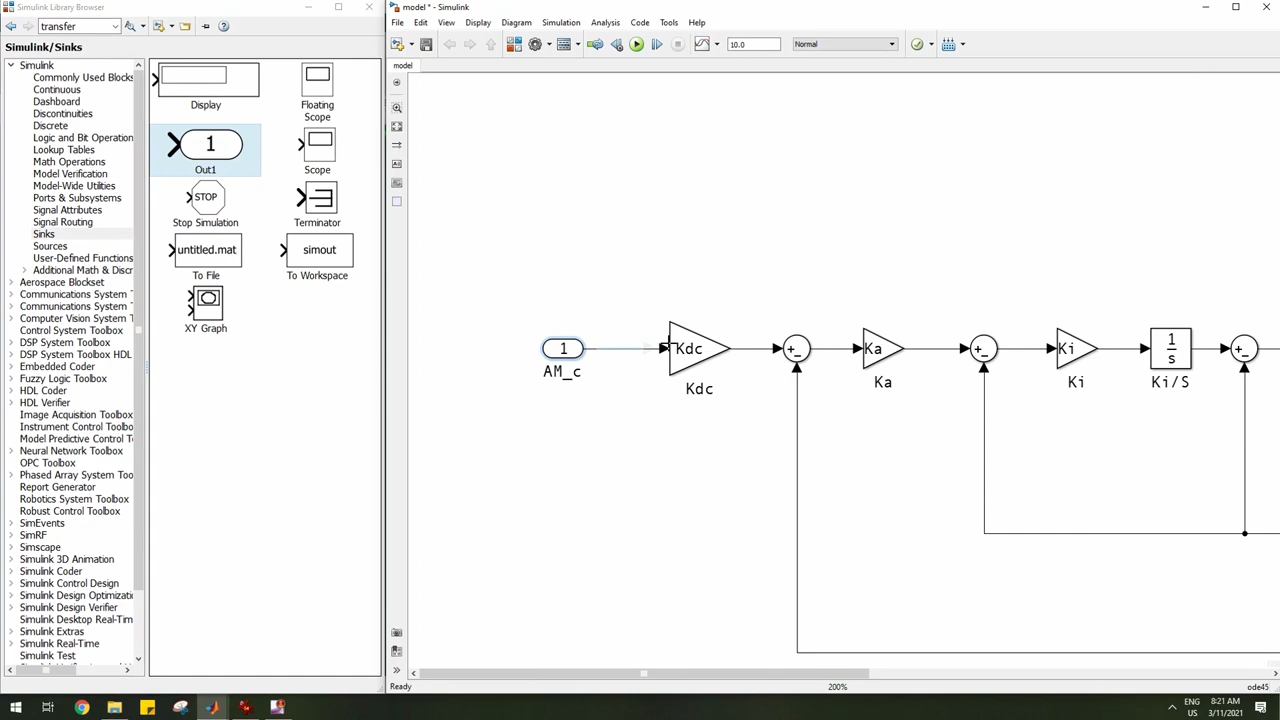 Simulink Library Browser
transfer
Simulink/Sinks
Simulink
Commonly Used Blocks
Continuous
Dashboard
Discontinuities
Discrete
Logic and Bit Operation
Lookup Tables
Math Operations
Model Verification
Model-Wide Utilities
Ports & Subsystems
Signal Attributes
Signal Routing
Sinks
Sources
User-Defined Functions
Additional Math & Discr
Aerospace Blockset
Communications System T
Communications System T
Computer Vision System T
Control System Toolbox
DSP System Toolbox
DSP System Toolbox HDL
Embedded Coder
Fuzzy Logic Toolbox
HDL Coder
HDL Verifier
Image Acquisition Toolbox
Instrument Control Toolbo
Model Predictive Control T
Neural Network Toolbox
OPC Toolbox
Phased Array System Too
Report Generator
Robotics System Toolbox
Robust Control Toolbox
SimEvents
SimRF
Simscape
Simulink 3D Animation
Simulink Coder
Simulink Control Design
Simulink Design Optimizatio
Simulink Design Verifier
Simulink Desktop Real-Tim
Simulink Extras
Simulink Real-Time
Simulink Test
Display
Floating
Scope
1
Out1
Scope
STOP
Stop Simulation
Terminator
untitled.mat
To File
simout
To Workspace
XY Graph
model * - Simulink
File Edit View Display Diagram Simulation Analysis Code Tools Help
10.0
Normal
model
1
AM_c
Kdc
Kdc
+_
Ka
Ka
+_
Ki
Ki
1
s
Ki/S
+_
Ready
200%
ode45
ENG
US
8:21 AM
3/11/2021